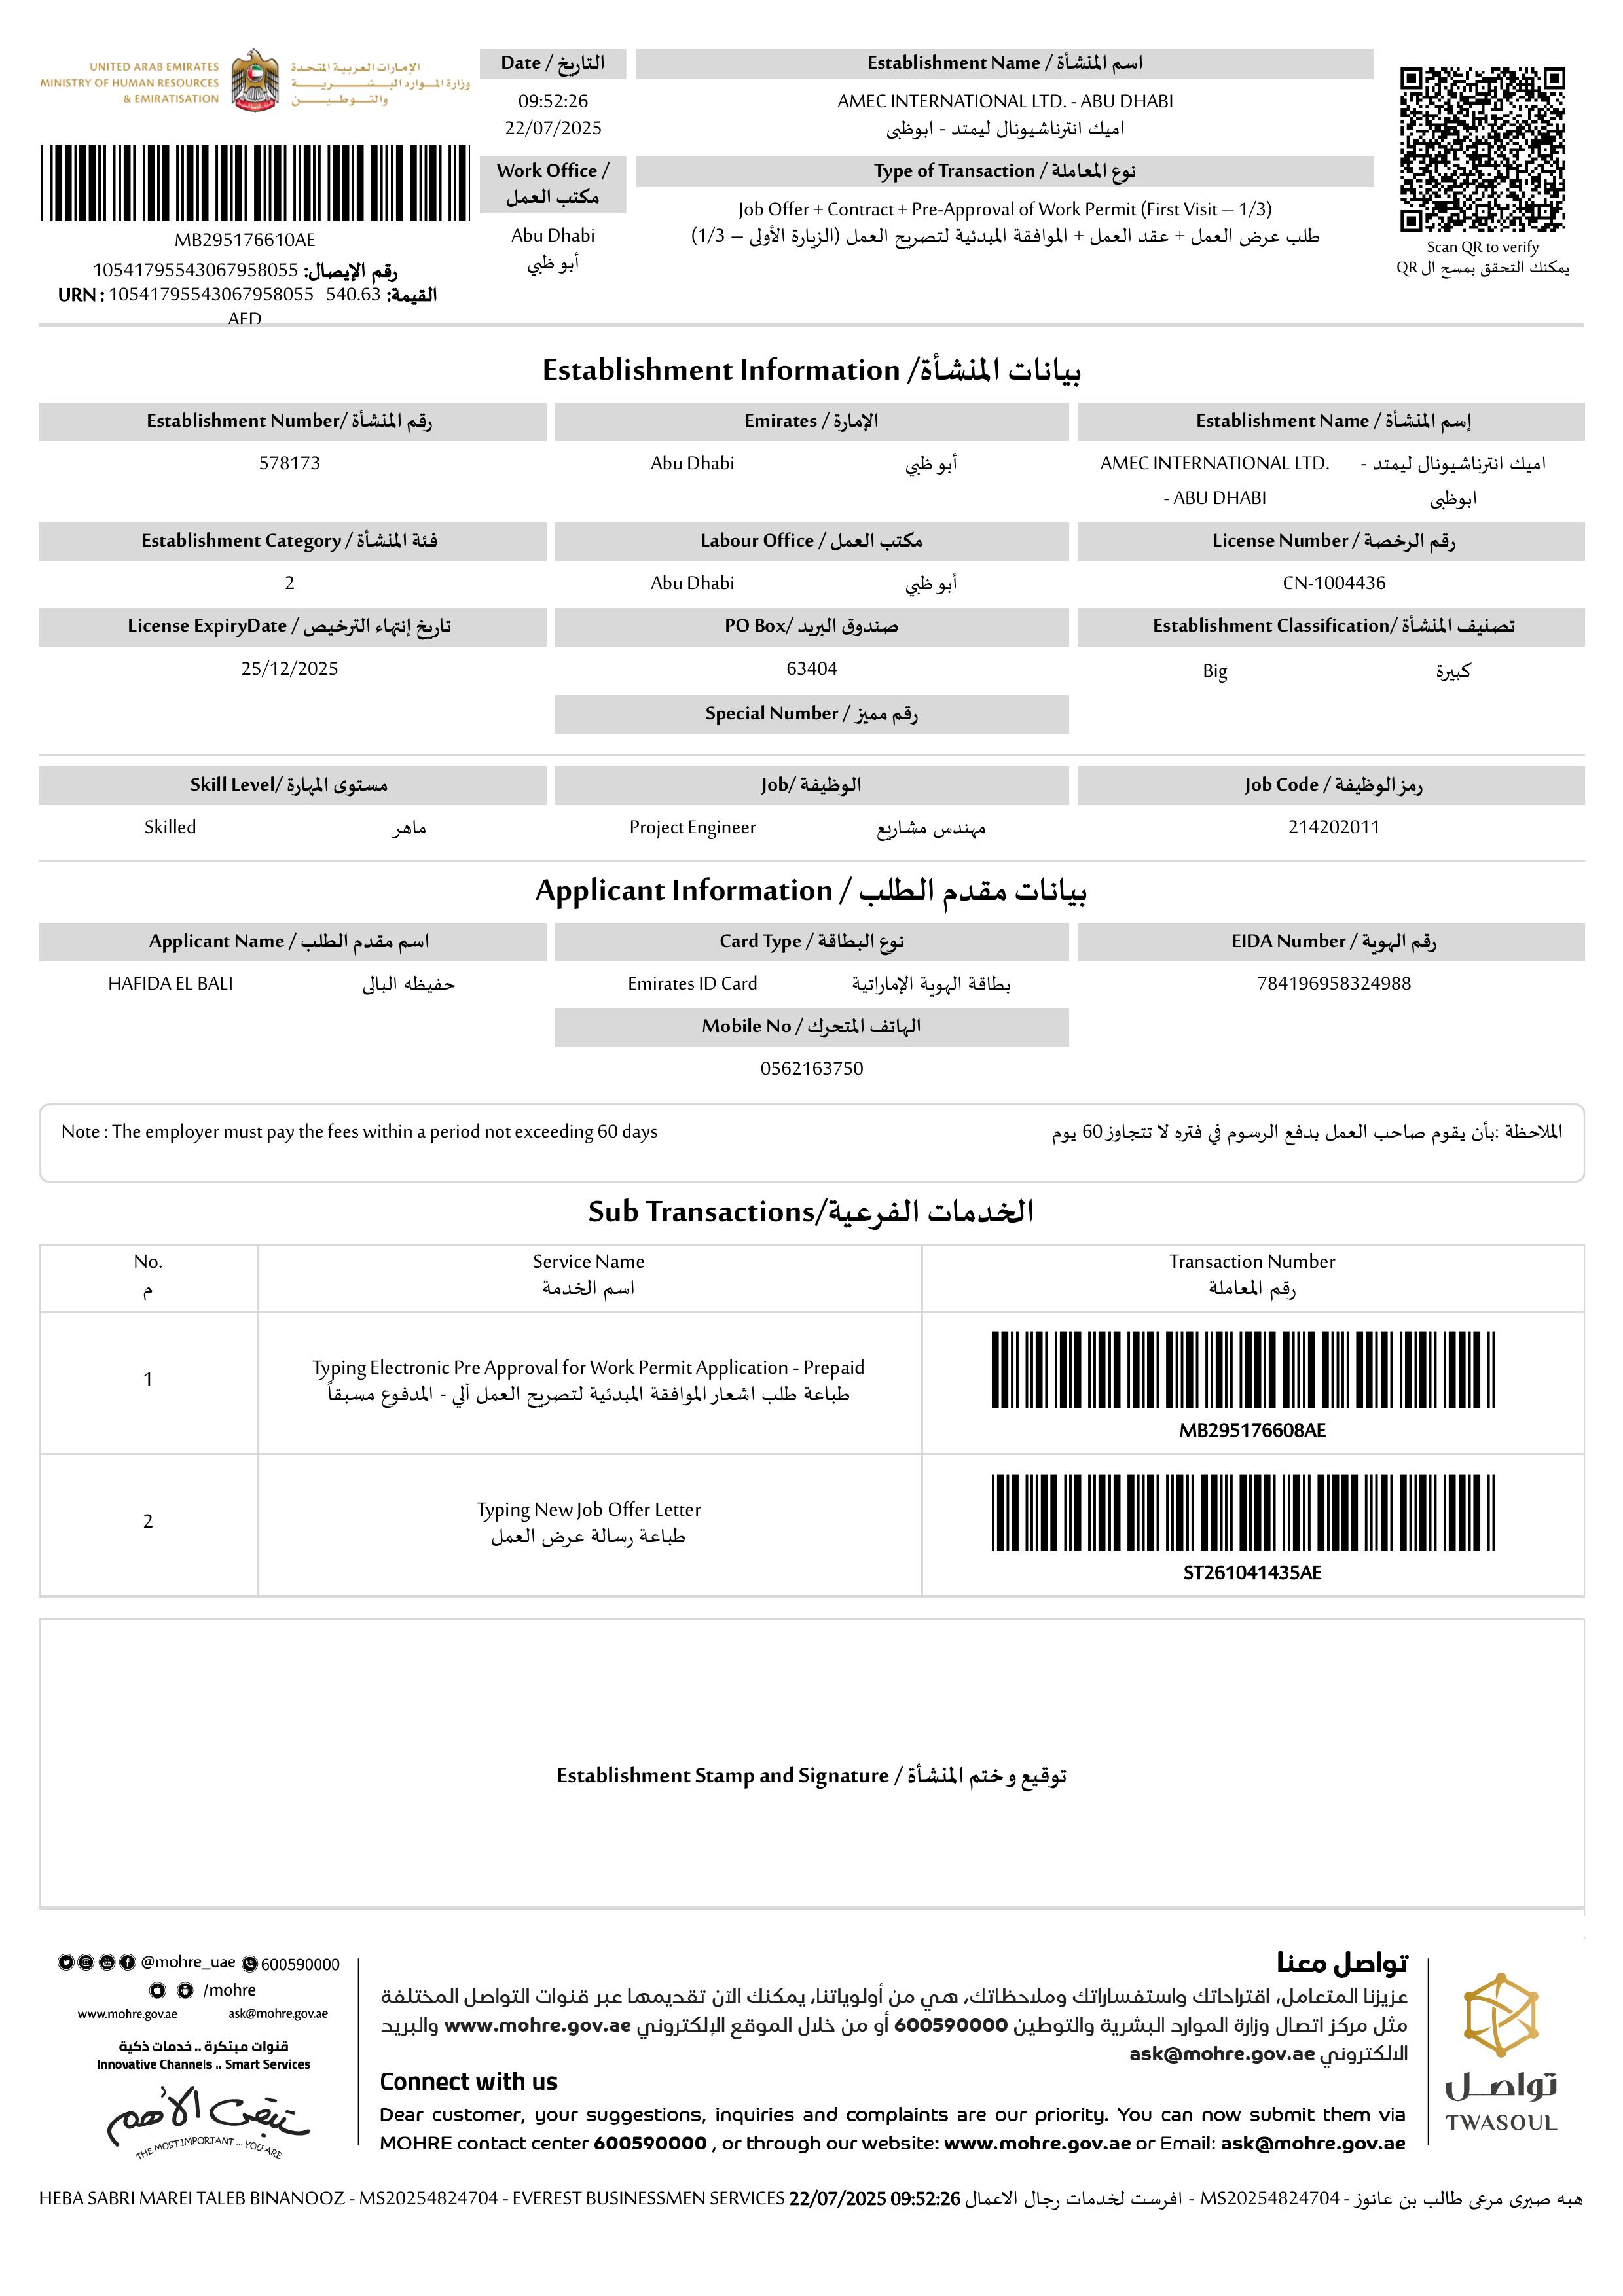 UNITED ARAB EMIRATES
MINISTRY OF HUMAN RESOURCES
& EMIRATISATION
الإمارات العربية المتحدة
وزارة الموارد البشرية
والتوطين
MB295176610AE
رقم الإيصال: 10541795543067958055
URN : 10541795543067958055 القيمة: 540.63
AED
Date / التاريخ
09:52:26
22/07/2025
Work Office /
مكتب العمل
Abu Dhabi
أبو ظبي
Establishment Name / اسم المنشأة
AMEC INTERNATIONAL LTD. - ABU DHABI
اميك انترناشيونال ليمتد - ابوظبى
Type of Transaction / نوع المعاملة
Job Offer + Contract + Pre-Approval of Work Permit (First Visit – 1/3)
طلب عرض العمل + عقد العمل + الموافقة المبدئية لتصريح العمل (الزيارة الأولى – 1/3)
Scan QR to verify
يمكنك التحقق بمسح ال QR
Establishment Information /بيانات المنشأة
Establishment Number/ رقم المنشأة
Emirates / الإمارة
Establishment Name / إسم المنشأة
578173
Abu Dhabi أبو ظبي
AMEC INTERNATIONAL LTD. اميك انترناشيونال ليمتد -
- ABU DHABI ابوظبى
Establishment Category / فئة المنشأة
Labour Office / مكتب العمل
License Number / رقم الرخصة
2
Abu Dhabi أبو ظبي
CN-1004436
License ExpiryDate / تاريخ إنتهاء الترخيص
PO Box/ صندوق البريد
Establishment Classification/ تصنيف المنشأة
25/12/2025
63404
Big كبيرة
Special Number / رقم مميز
Skill Level/ مستوى المهارة
Job/ الوظيفة
Job Code / رمز الوظيفة
Skilled ماهر
Project Engineer مهندس مشاريع
214202011
Applicant Information / بيانات مقدم الطلب
Applicant Name / اسم مقدم الطلب
Card Type / نوع البطاقة
EIDA Number / رقم الهوية
HAFIDA EL BALI حفيظه البالى
Emirates ID Card بطاقة الهوية الإماراتية
784196958324988
Mobile No / الهاتف المتحرك
0562163750
Note : The employer must pay the fees within a period not exceeding 60 days
الملاحظة :بأن يقوم صاحب العمل بدفع الرسوم في فتره لا تتجاوز 60 يوم
Sub Transactions/الخدمات الفرعية
No.
م
Service Name
اسم الخدمة
Transaction Number
رقم المعاملة
1
Typing Electronic Pre Approval for Work Permit Application - Prepaid
طباعة طلب اشعار الموافقة المبدئية لتصريح العمل آلي - المدفوع مسبقاً
MB295176608AE
2
Typing New Job Offer Letter
طباعة رسالة عرض العمل
ST261041435AE
Establishment Stamp and Signature / توقيع وختم المنشأة
@mohre_uae 600590000
/mohre
www.mohre.gov.ae ask@mohre.gov.ae
قنوات مبتكرة .. خدمات ذكية
Innovative Channels .. Smart Services
ستبقى الأهم
THE MOST IMPORTANT ... YOU ARE
تواصل معنا
عزيزنا المتعامل، اقتراحاتك واستفساراتك وملاحظاتك، هي من أولوياتنا، يمكنك الآن تقديمها عبر قنوات التواصل المختلفة
مثل مركز اتصال وزارة الموارد البشرية والتوطين 600590000 أو من خلال الموقع الإلكتروني www.mohre.gov.ae والبريد
الالكتروني ask@mohre.gov.ae
Connect with us
Dear customer, your suggestions, inquiries and complaints are our priority. You can now submit them via
MOHRE contact center 600590000 , or through our website: www.mohre.gov.ae or Email: ask@mohre.gov.ae
تواصل
TWASOUL
HEBA SABRI MAREI TALEB BINANOOZ - MS20254824704 - EVEREST BUSINESSMEN SERVICES 22/07/2025 09:52:26 هبه صبرى مرعى طالب بن عانوز - MS20254824704 - افرست لخدمات رجال الاعمال